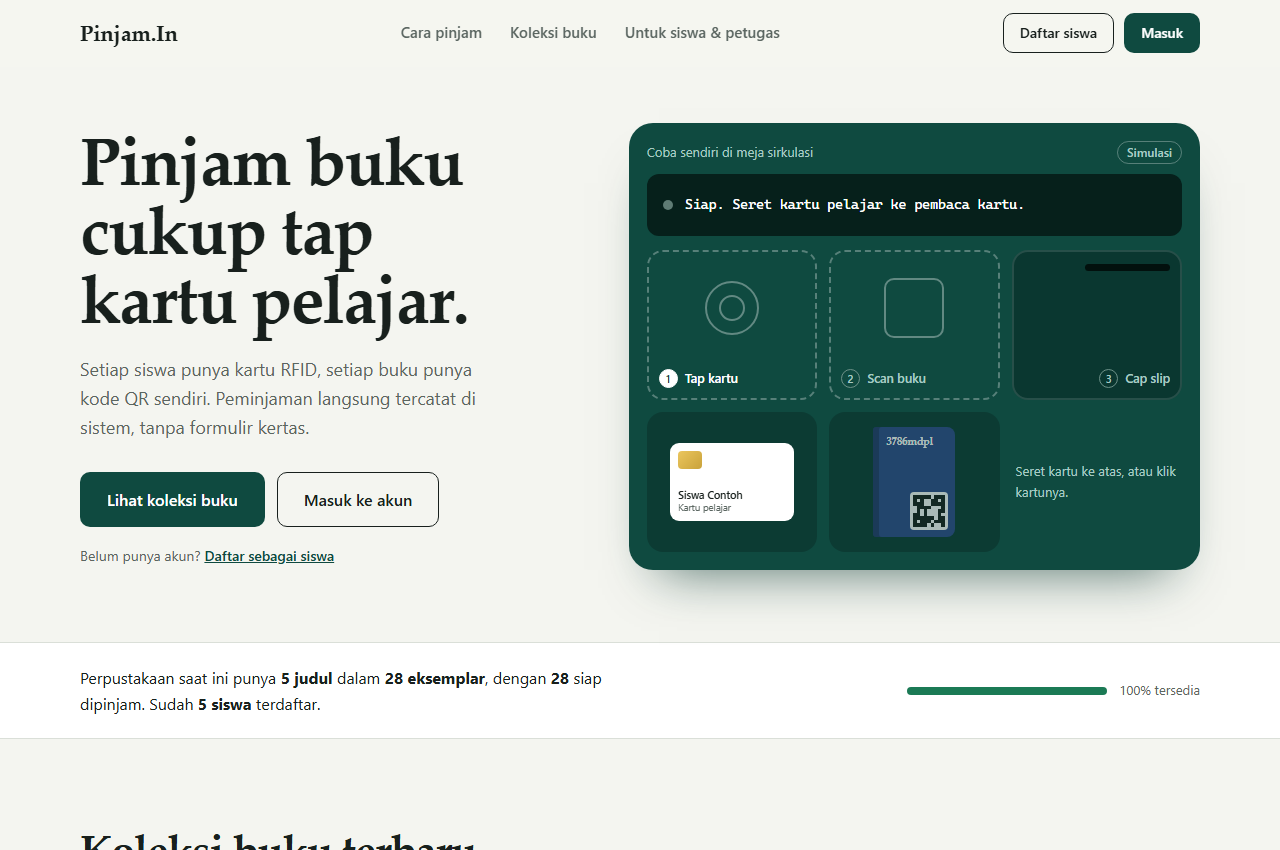 Pinjam.In
Cara pinjam
Koleksi buku
Untuk siswa & petugas
Daftar siswa
Masuk
Pinjam buku
cukup tap
kartu pelajar.
Setiap siswa punya kartu RFID, setiap buku punya
kode QR sendiri. Peminjaman langsung tercatat di
sistem, tanpa formulir kertas.
Lihat koleksi buku
Masuk ke akun
Belum punya akun? Daftar sebagai siswa
Coba sendiri di meja sirkulasi
Simulasi
Siap. Seret kartu pelajar ke pembaca kartu.
1 Tap kartu
2 Scan buku
3 Cap slip
Siswa Contoh
Kartu pelajar
3786mdpl
Seret kartu ke atas, atau klik
kartunya.
Perpustakaan saat ini punya 5 judul dalam 28 eksemplar, dengan 28 siap
dipinjam. Sudah 5 siswa terdaftar.
100% tersedia
Koleksi buku terbaru